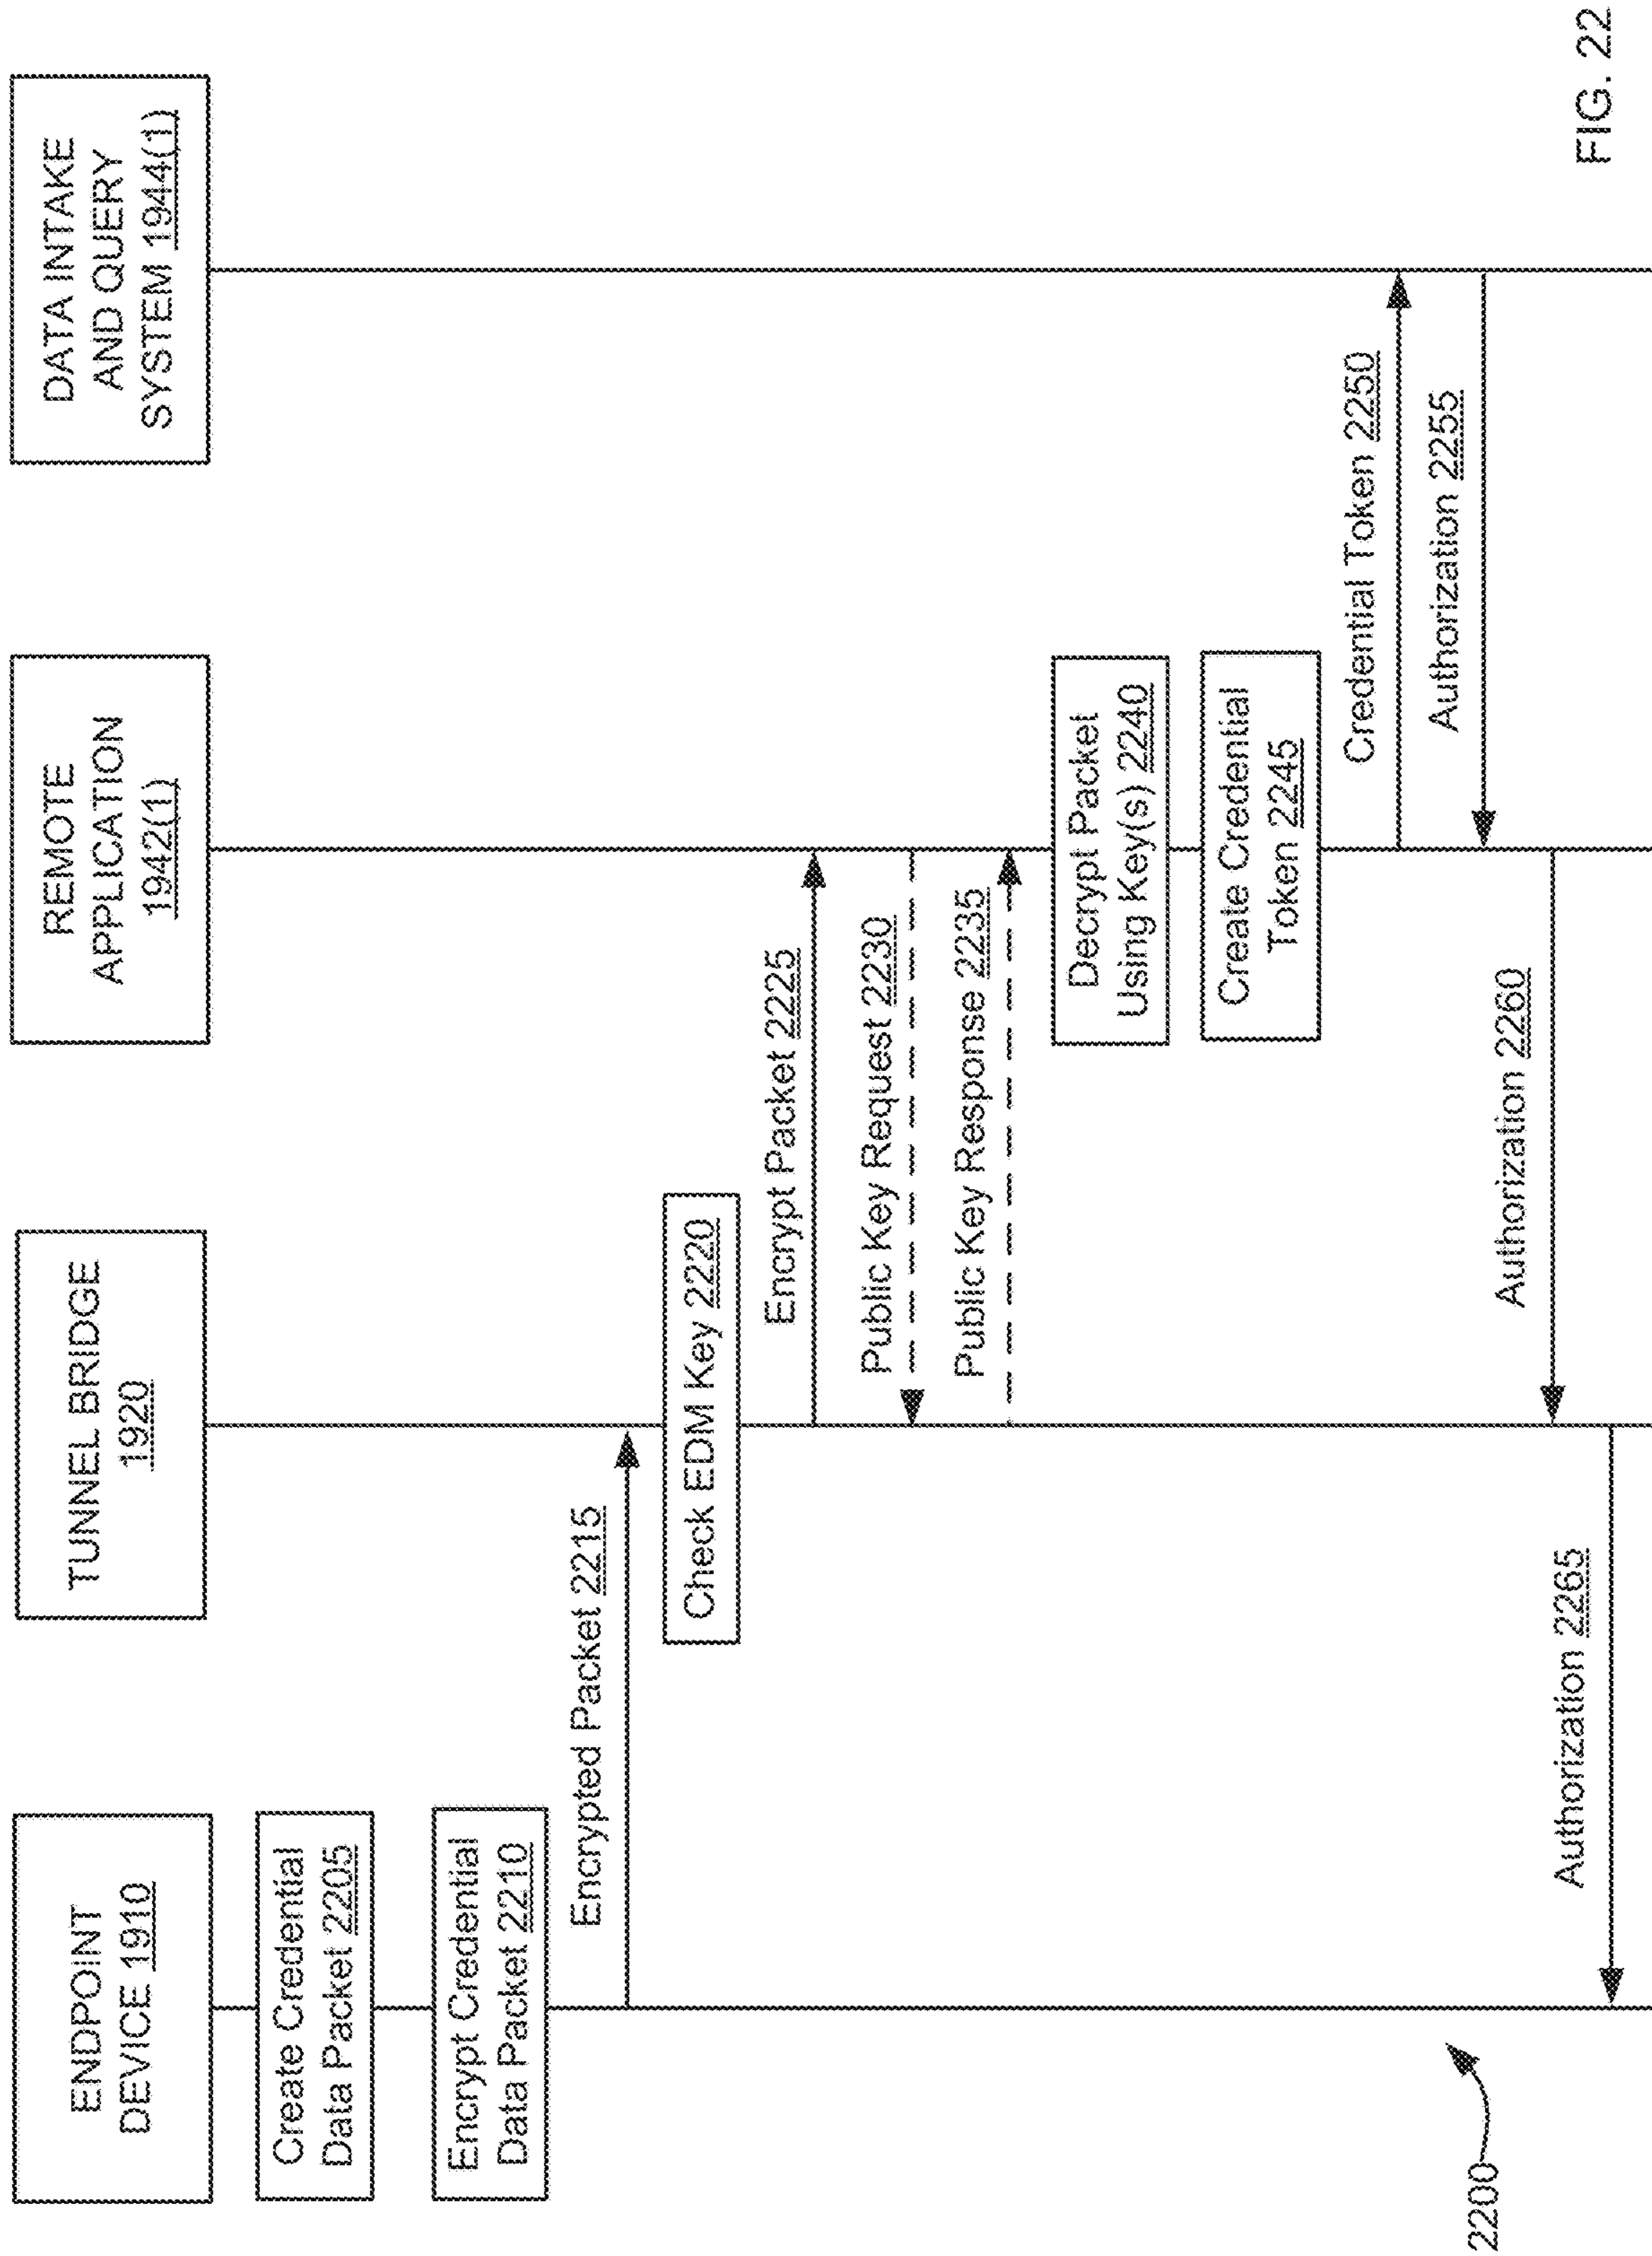 ENDPOINT
DEVICE 1910
TUNNEL BRIDGE
1920
REMOTE
APPLICATION
1942(1)
DATA INTAKE
AND QUERY
SYSTEM 1944(1)
Create Credential
Data Packet 2205
Encrypt Credential
Data Packet 2210
Encrypted Packet 2215
Check EDM Key 2220
Encrypt Packet 2225
Public Key Request 2230
Public Key Response 2235
Decrypt Packet
Using Key(s) 2240
Create Credential
Token 2245
Credential Token 2250
Authorization 2255
Authorization 2260
Authorization 2265
2200
FIG. 22